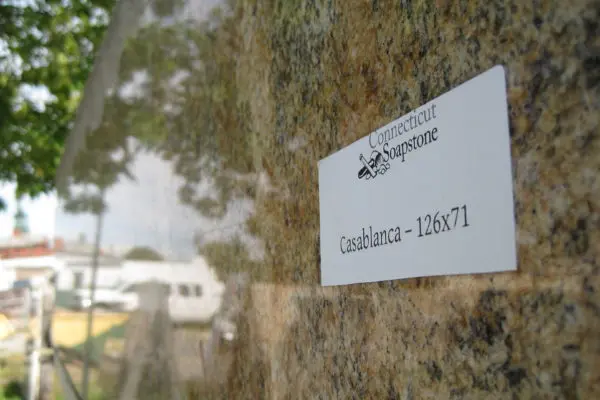 Connecticut
Soapstone
Casablanca – 126x71